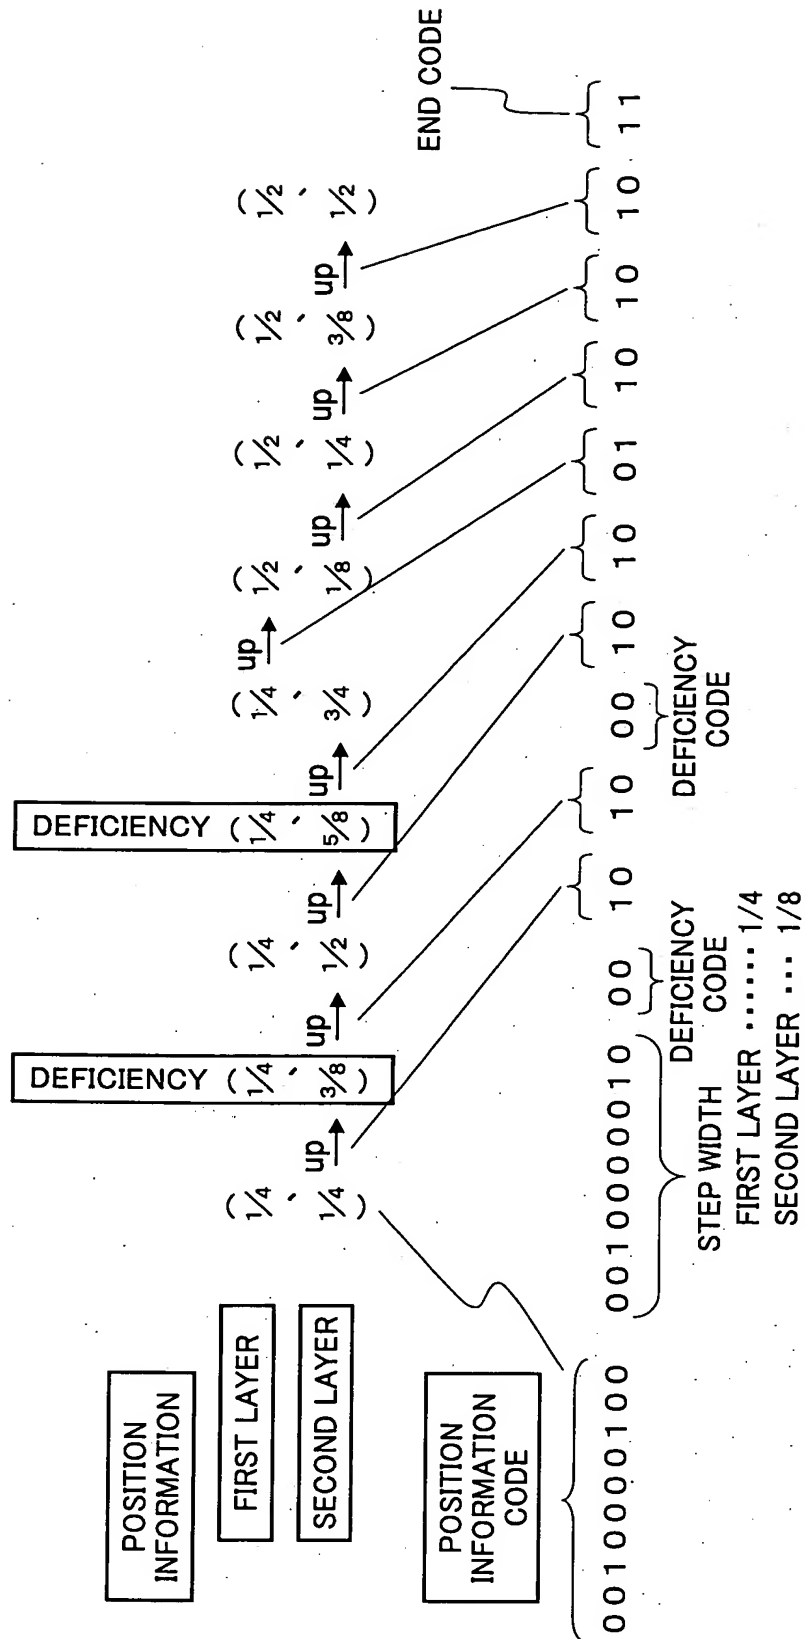 POSITION
INFORMATION
FIRST LAYER
SECOND LAYER
(1/4, 1/4)
up
DEFICIENCY (1/4, 3/8)
up
(1/4, 1/2)
up
DEFICIENCY (1/4, 5/8)
up
(1/4, 3/4)
up
(1/2, 1/8)
up
(1/2, 1/4)
up
(1/2, 3/8)
up
(1/2, 1/2)
END CODE
POSITION
INFORMATION
CODE
0010000100 0010000010 00 10 10 00 10 10 01 10 10 10 11
STEP WIDTH
FIRST LAYER ...... 1/4
SECOND LAYER ... 1/8
DEFICIENCY
CODE
DEFICIENCY
CODE